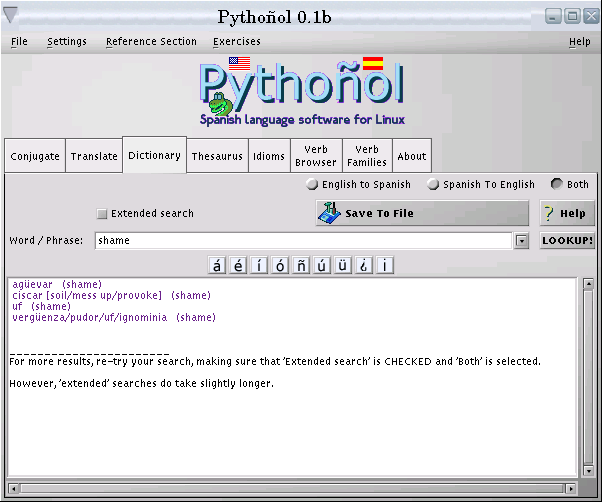 Pythoñol 0.1b
File Settings Reference Section Exercises Help
Pythoñol
Spanish language software for Linux
Conjugate Translate Dictionary Thesaurus Idioms Verb Browser Verb Families About
English to Spanish Spanish To English Both
Extended search Save To File ? Help
Word / Phrase: shame LOOKUP!
á é í ó ñ ú ü ¿ ¡
agüevar (shame)
ciscar [soil/mess up/provoke] (shame)
uf (shame)
vergüenza/pudor/uf/ignominia (shame)
________________________
For more results, re-try your search, making sure that 'Extended search' is CHECKED and 'Both' is selected.
However, 'extended' searches do take slightly longer.